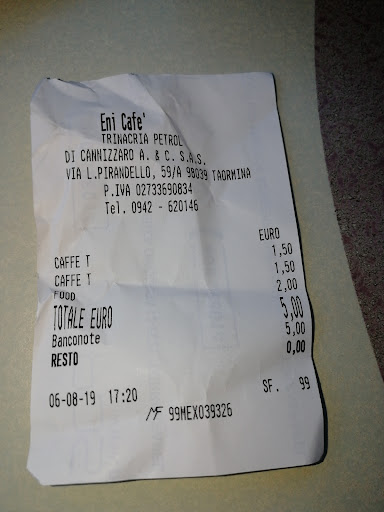 Eni Cafe'
TRINACRIA PETROL
DI CANNIZZARO A. & C. S.A.S.
VIA L.PIRANDELLO, 59/A 98039 TAORMINA
P.IVA 02733690834
Tel. 0942 - 620146
EURO
CAFFE T 1,50
CAFFE T 1,50
FOOD 2,00
TOTALE EURO 5,00
Banconote 5,00
RESTO 0,00
06-08-19 17:20 SF. 99
MF 99MEX039326